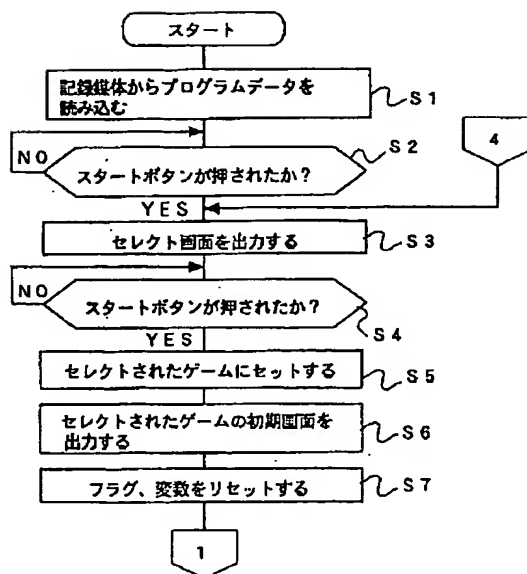 スタート
記録媒体からプログラムデータを
読み込む
S1
4
NO
S2
スタートボタンが押されたか？
YES
セレクト画面を出力する
S3
NO
スタートボタンが押されたか？
S4
YES
セレクトされたゲームにセットする
S5
セレクトされたゲームの初期画面を
出力する
S6
フラグ、変数をリセットする
S7
1